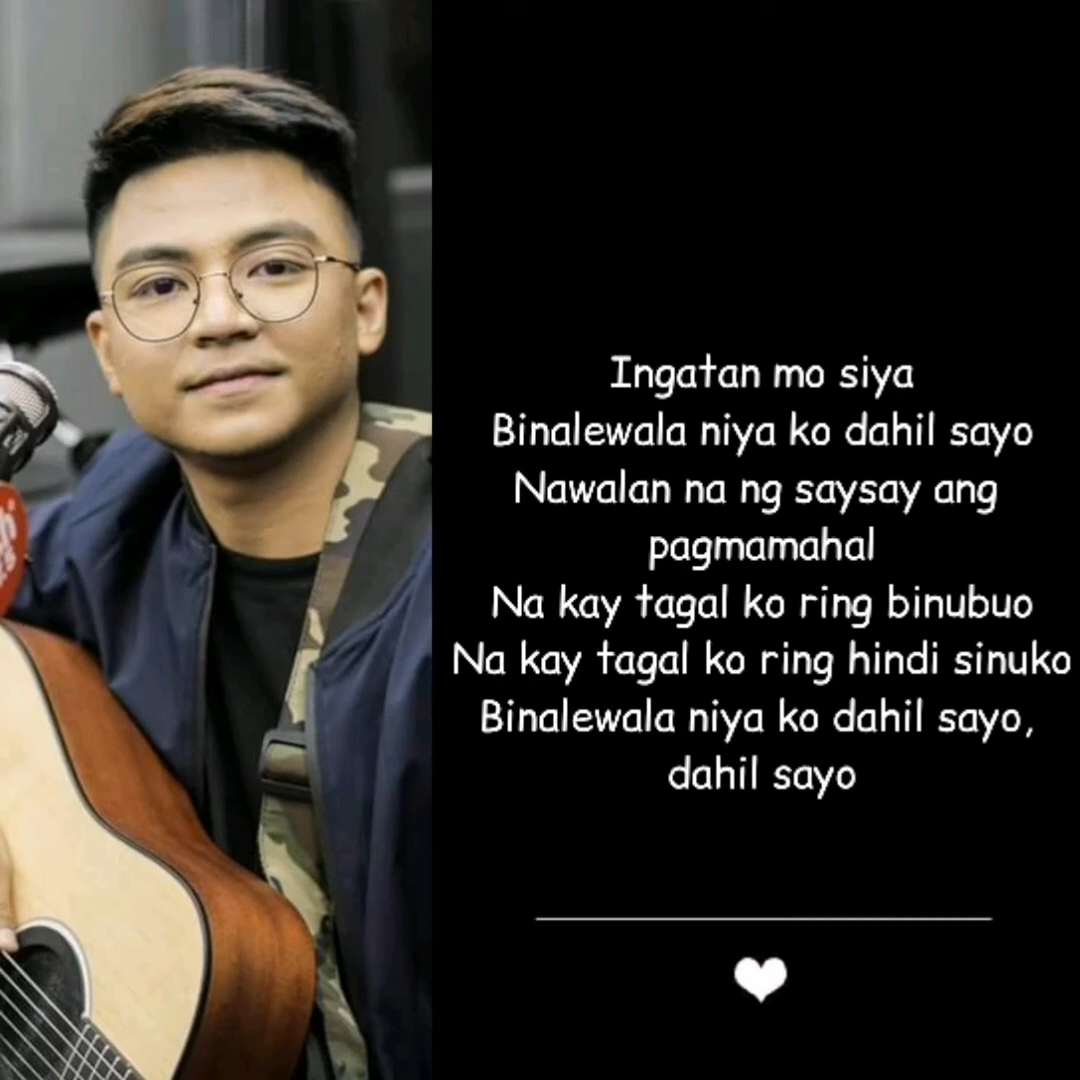 Ingatan mo siya
Binalewala niya ko dahil sayo
Nawalan na ng saysay ang
pagmamahal
Na kay tagal ko ring binubuo
Na kay tagal ko ring hindi sinuko
Binalewala niya ko dahil sayo,
dahil sayo